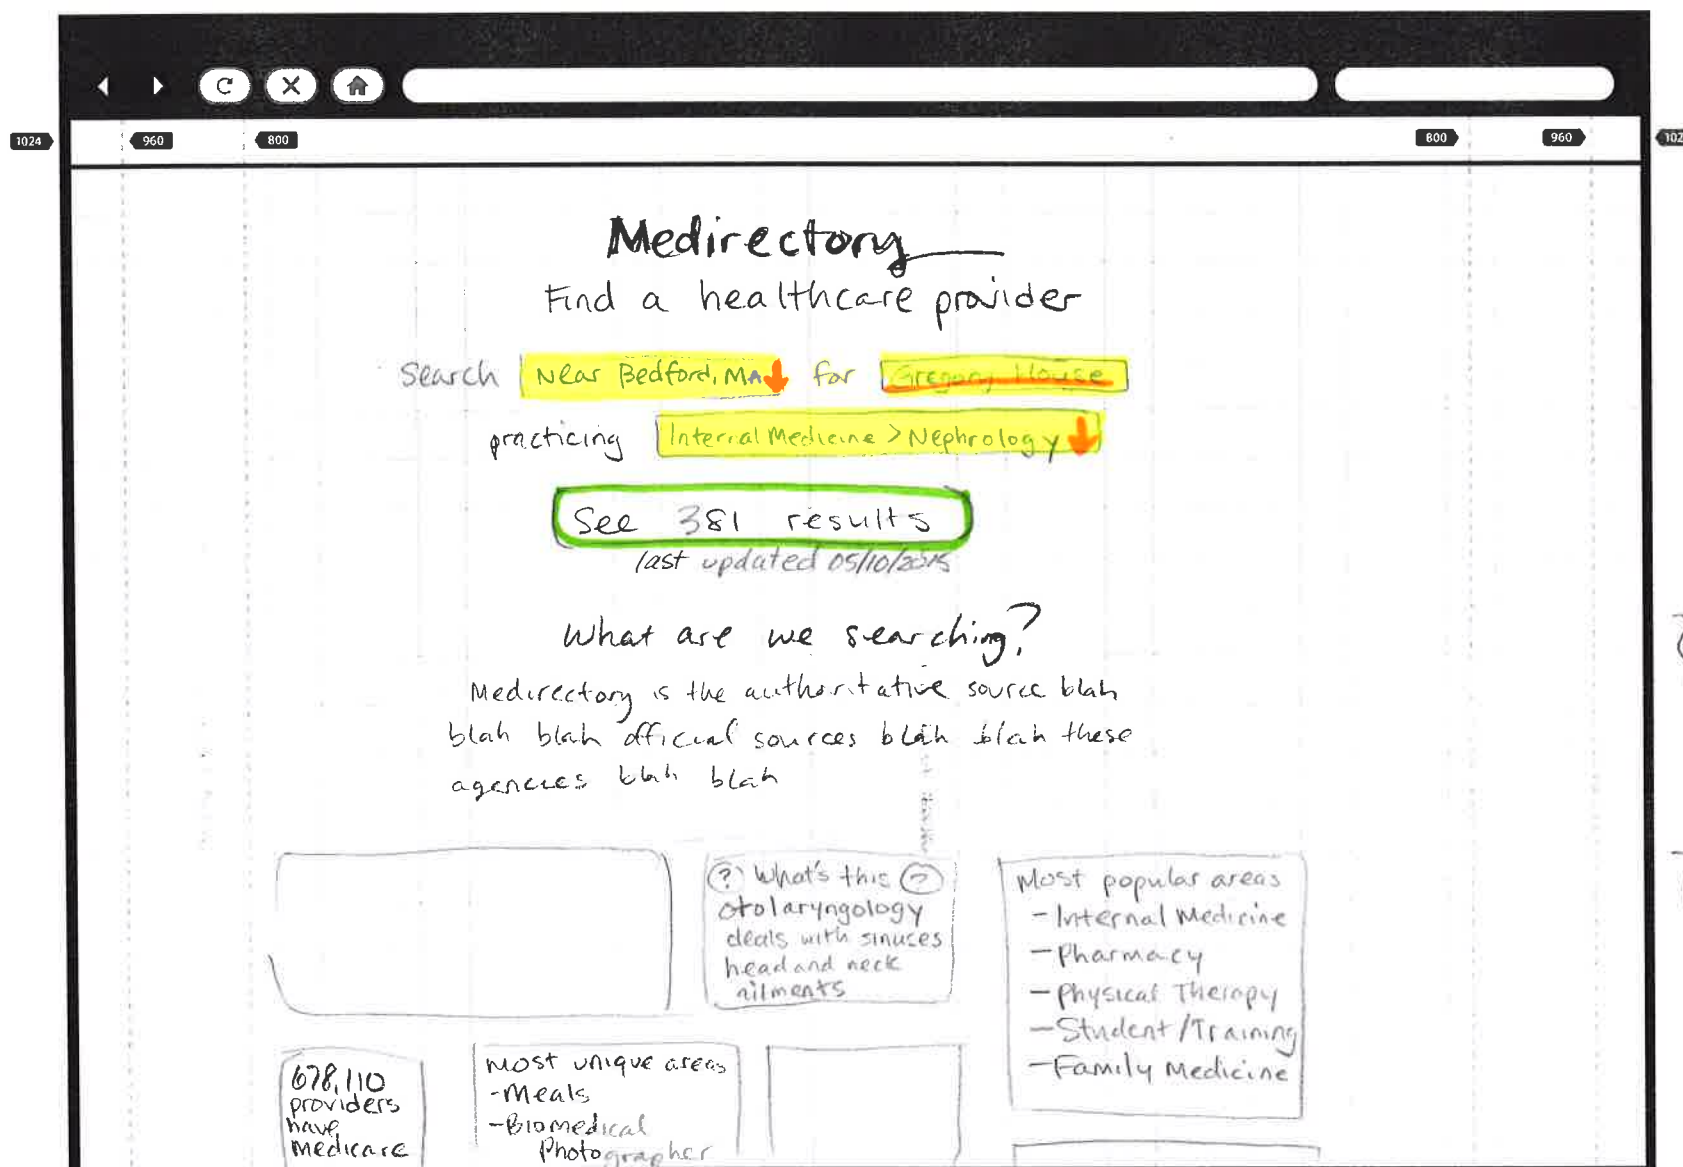 1024 960 800 800 960 102
Medirectory
Find a healthcare provider
Search Near Bedford, MA for Gregory House
practicing Internal Medicine > Nephrology
See 381 results
last updated 05/10/2015
What are we searching?
Medirectory is the authoritative source blah
blah blah official sources blah blah these
agencies blah blah
? What's this ?
otolaryngology
deals with sinuses
head and neck
ailments
Most popular areas
- Internal Medicine
- Pharmacy
- Physical Therapy
- Student/Training
- Family Medicine
678,110
providers
have
medicare
Most unique areas
- Meals
- Biomedical
Photographer